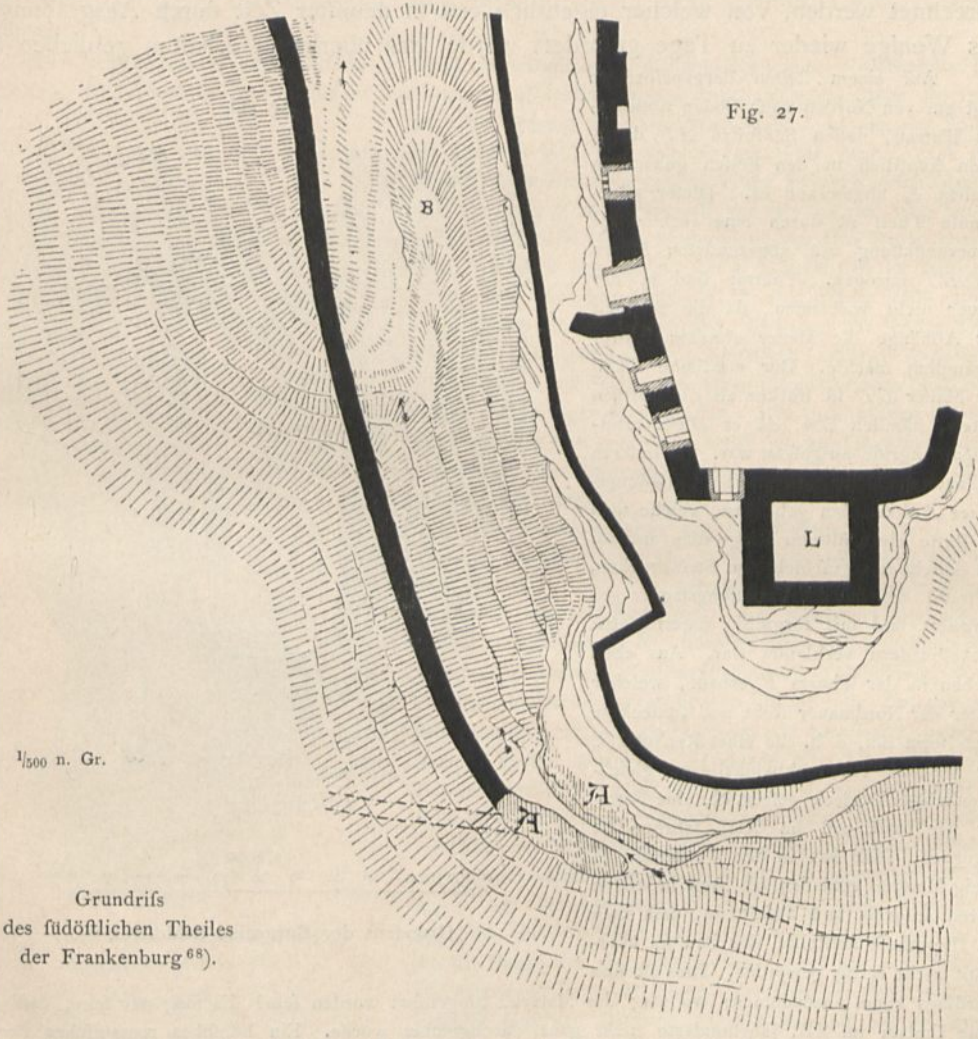 Fig. 27.
B
L
A
A
1/500 n. Gr.
Grundriſs
des ſüdöſtlichen Theiles
der Frankenburg 68).